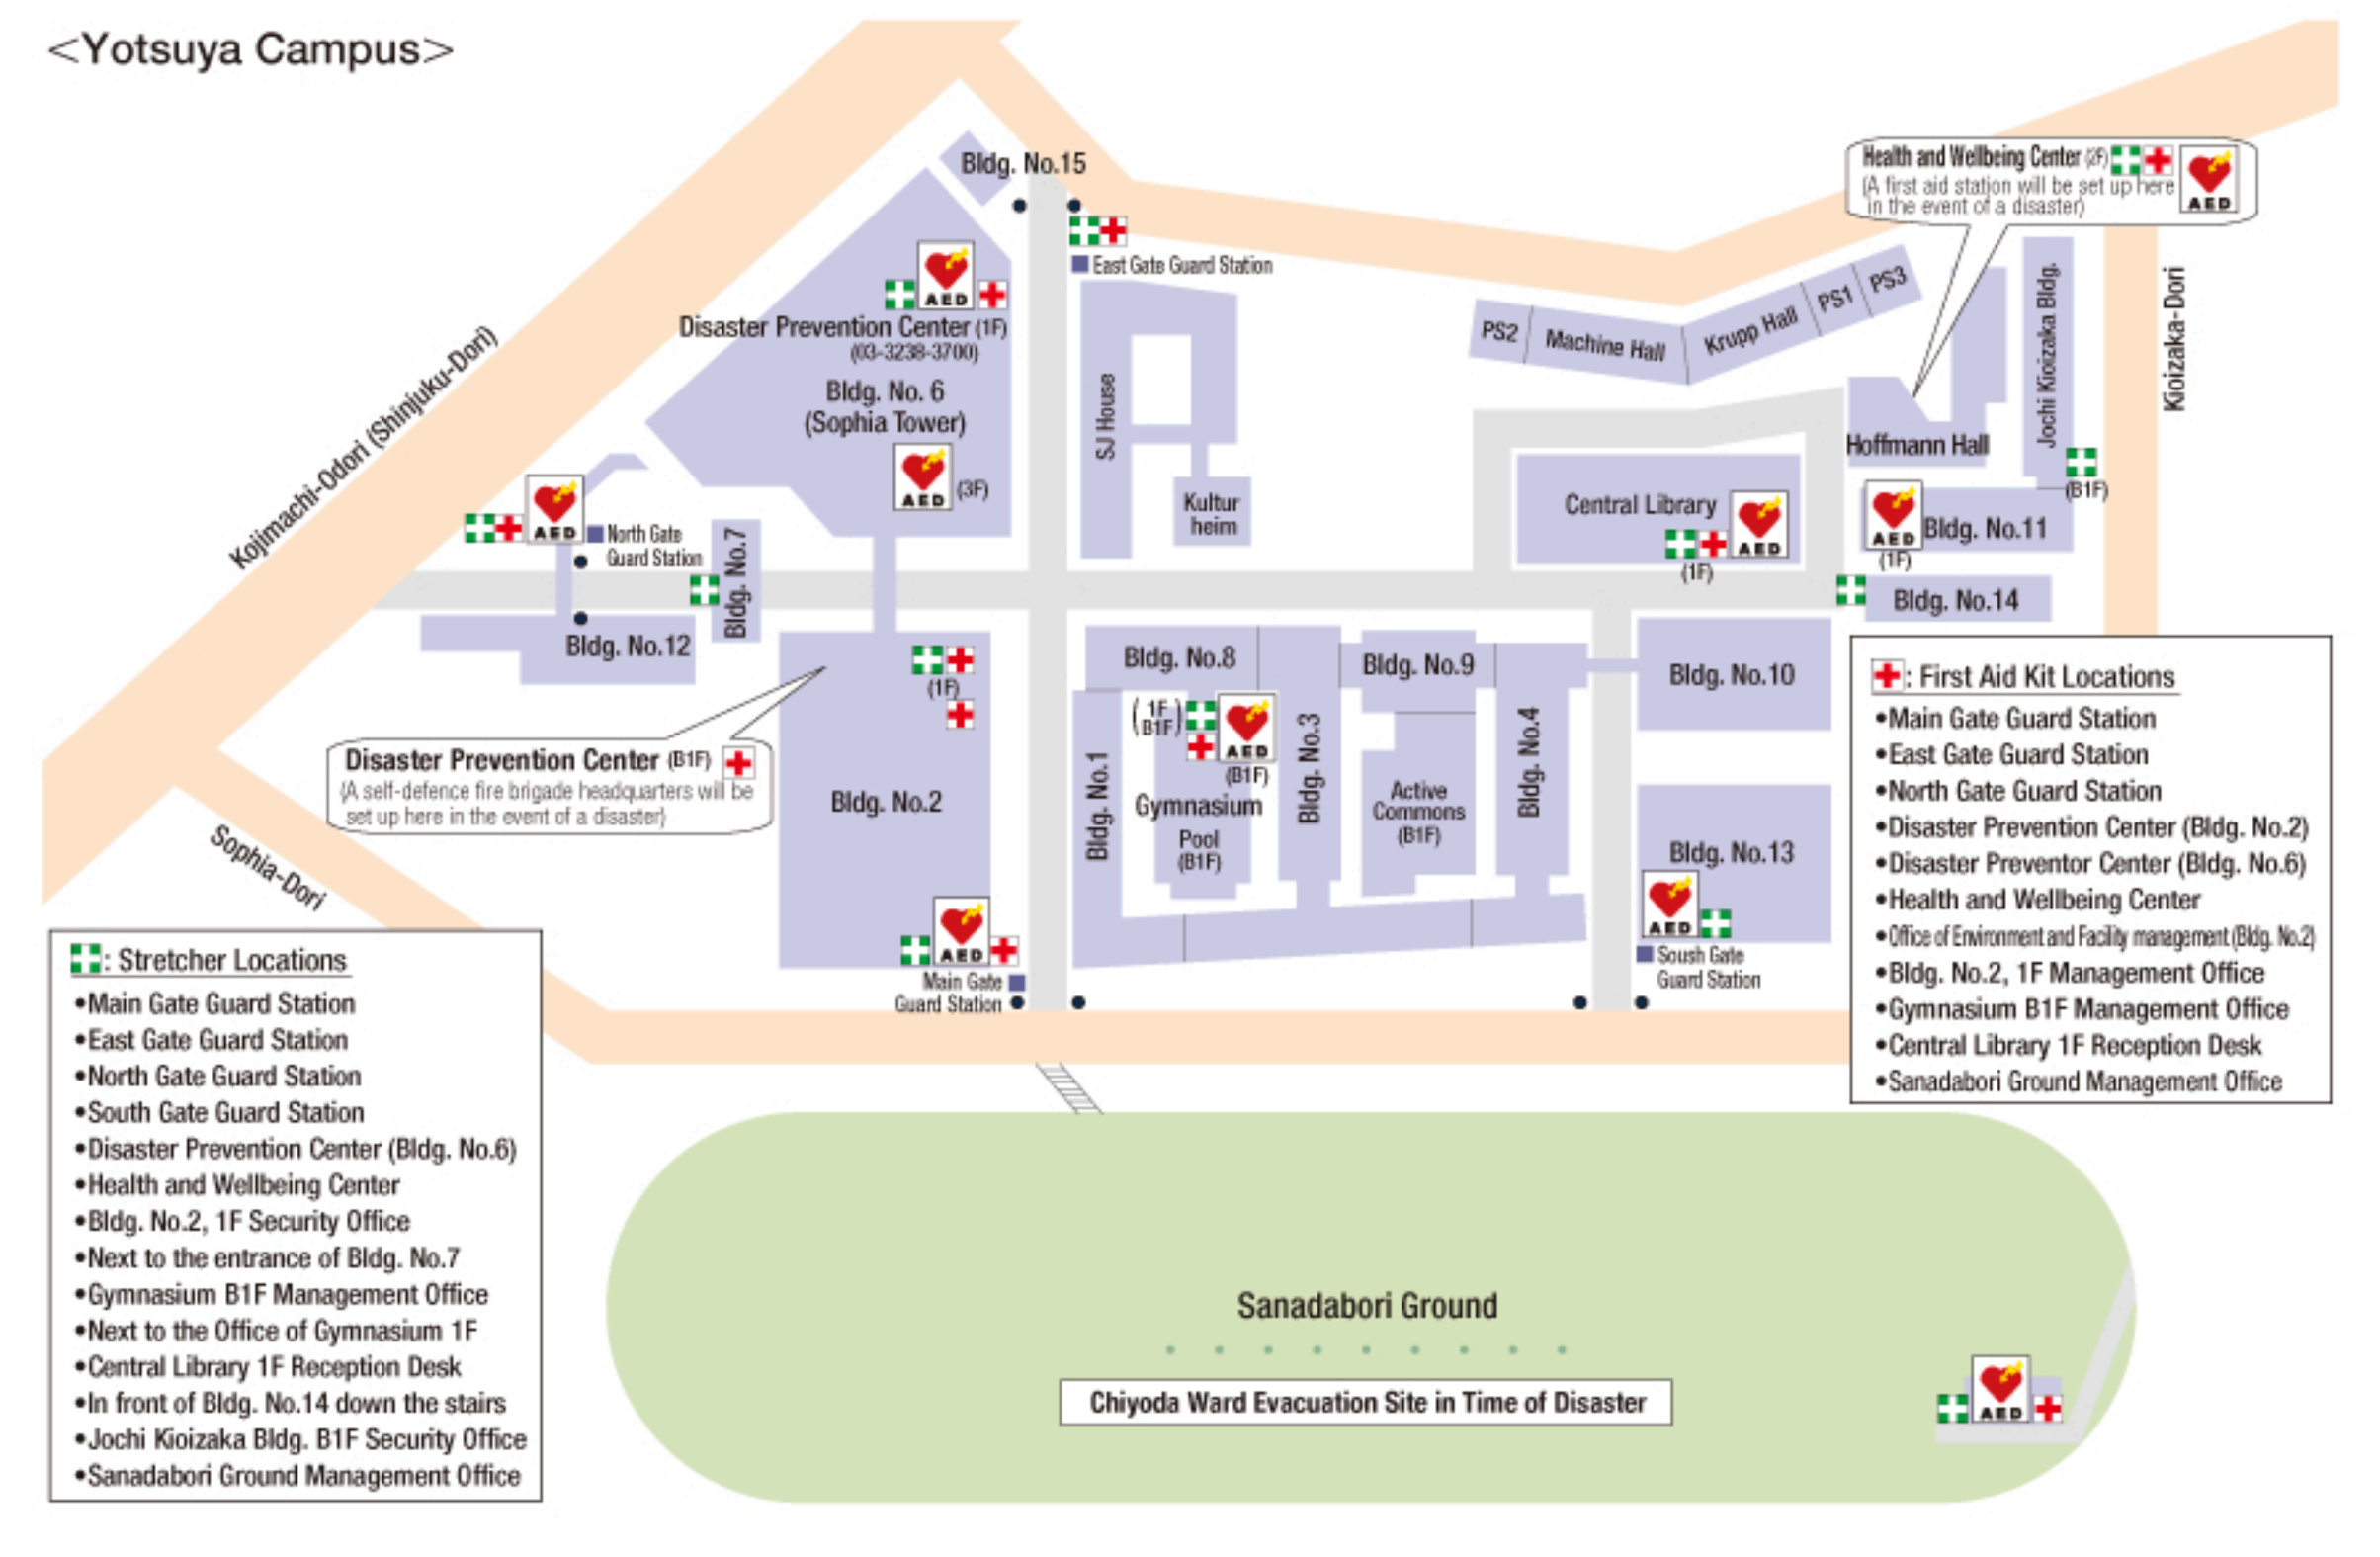 <Yotsuya Campus>
Bldg. No.15
East Gate Guard Station
AED
Disaster Prevention Center (1F)
(03-3238-3700)
Bldg. No. 6
(Sophia Tower)
AED
(3F)
Kojimachi-Odori (Shinjuku-Dori)
AED
North Gate
Guard Station
Bldg. No.7
Bldg. No.12
SJ House
Kultur
heim
PS2
Machine Hall
Krupp Hall
PS1
PS3
Health and Wellbeing Center (2F)
(A first aid station will be set up here
in the event of a disaster)
AED
Hoffmann Hall
Jochi Kioizaka Bldg.
Kioizaka-Dori
(B1F)
Central Library
AED
(1F)
AED
(1F)
Bldg. No.11
Bldg. No.14
(1F)
Disaster Prevention Center (B1F)
(A self-defence fire brigade headquarters will be
set up here in the event of a disaster)
Bldg. No.2
Sophia-Dori
AED
Main Gate
Guard Station
Bldg. No.8
Bldg. No.9
Bldg. No.10
(1F
B1F)
AED
(B1F)
Bldg. No.1
Gymnasium
Pool
(B1F)
Bldg. No.3
Active
Commons
(B1F)
Bldg. No.4
Bldg. No.13
AED
Soush Gate
Guard Station
: Stretcher Locations
•Main Gate Guard Station
•East Gate Guard Station
•North Gate Guard Station
•South Gate Guard Station
•Disaster Prevention Center (Bldg. No.6)
•Health and Wellbeing Center
•Bldg. No.2, 1F Security Office
•Next to the entrance of Bldg. No.7
•Gymnasium B1F Management Office
•Next to the Office of Gymnasium 1F
•Central Library 1F Reception Desk
•In front of Bldg. No.14 down the stairs
•Jochi Kioizaka Bldg. B1F Security Office
•Sanadabori Ground Management Office
: First Aid Kit Locations
•Main Gate Guard Station
•East Gate Guard Station
•North Gate Guard Station
•Disaster Prevention Center (Bldg. No.2)
•Disaster Preventor Center (Bldg. No.6)
•Health and Wellbeing Center
•Office of Environment and Facility management (Bldg. No.2)
•Bldg. No.2, 1F Management Office
•Gymnasium B1F Management Office
•Central Library 1F Reception Desk
•Sanadabori Ground Management Office
Sanadabori Ground
Chiyoda Ward Evacuation Site in Time of Disaster
AED